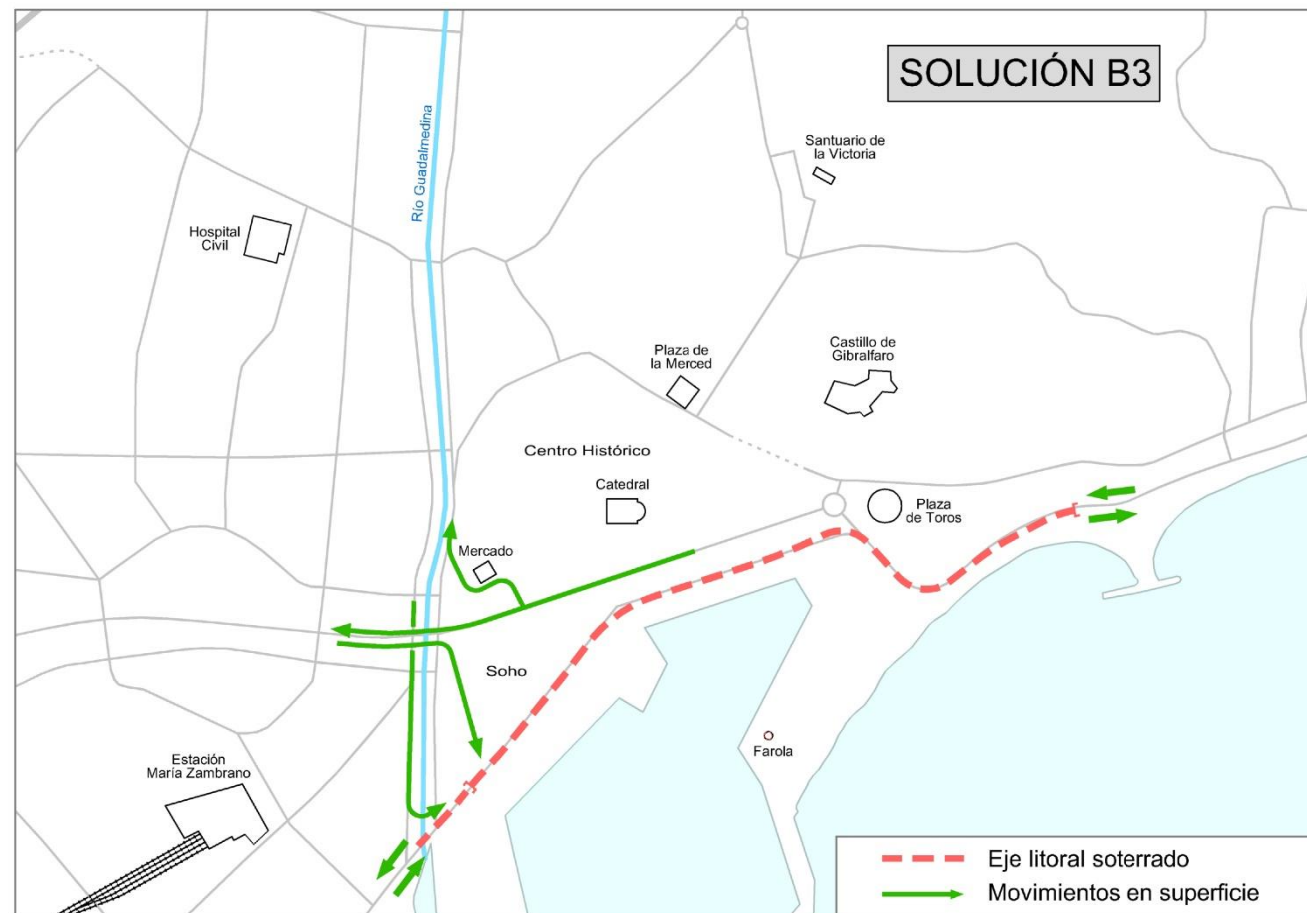 SOLUCIÓN B3
Santuario de
la Victoria
Río Guadalmedina
Hospital
Civil
Plaza de
la Merced
Castillo de
Gibralfaro
Centro Histórico
Catedral
Plaza
de Toros
Mercado
Soho
Farola
Estación
María Zambrano
Eje litoral soterrado
Movimientos en superficie